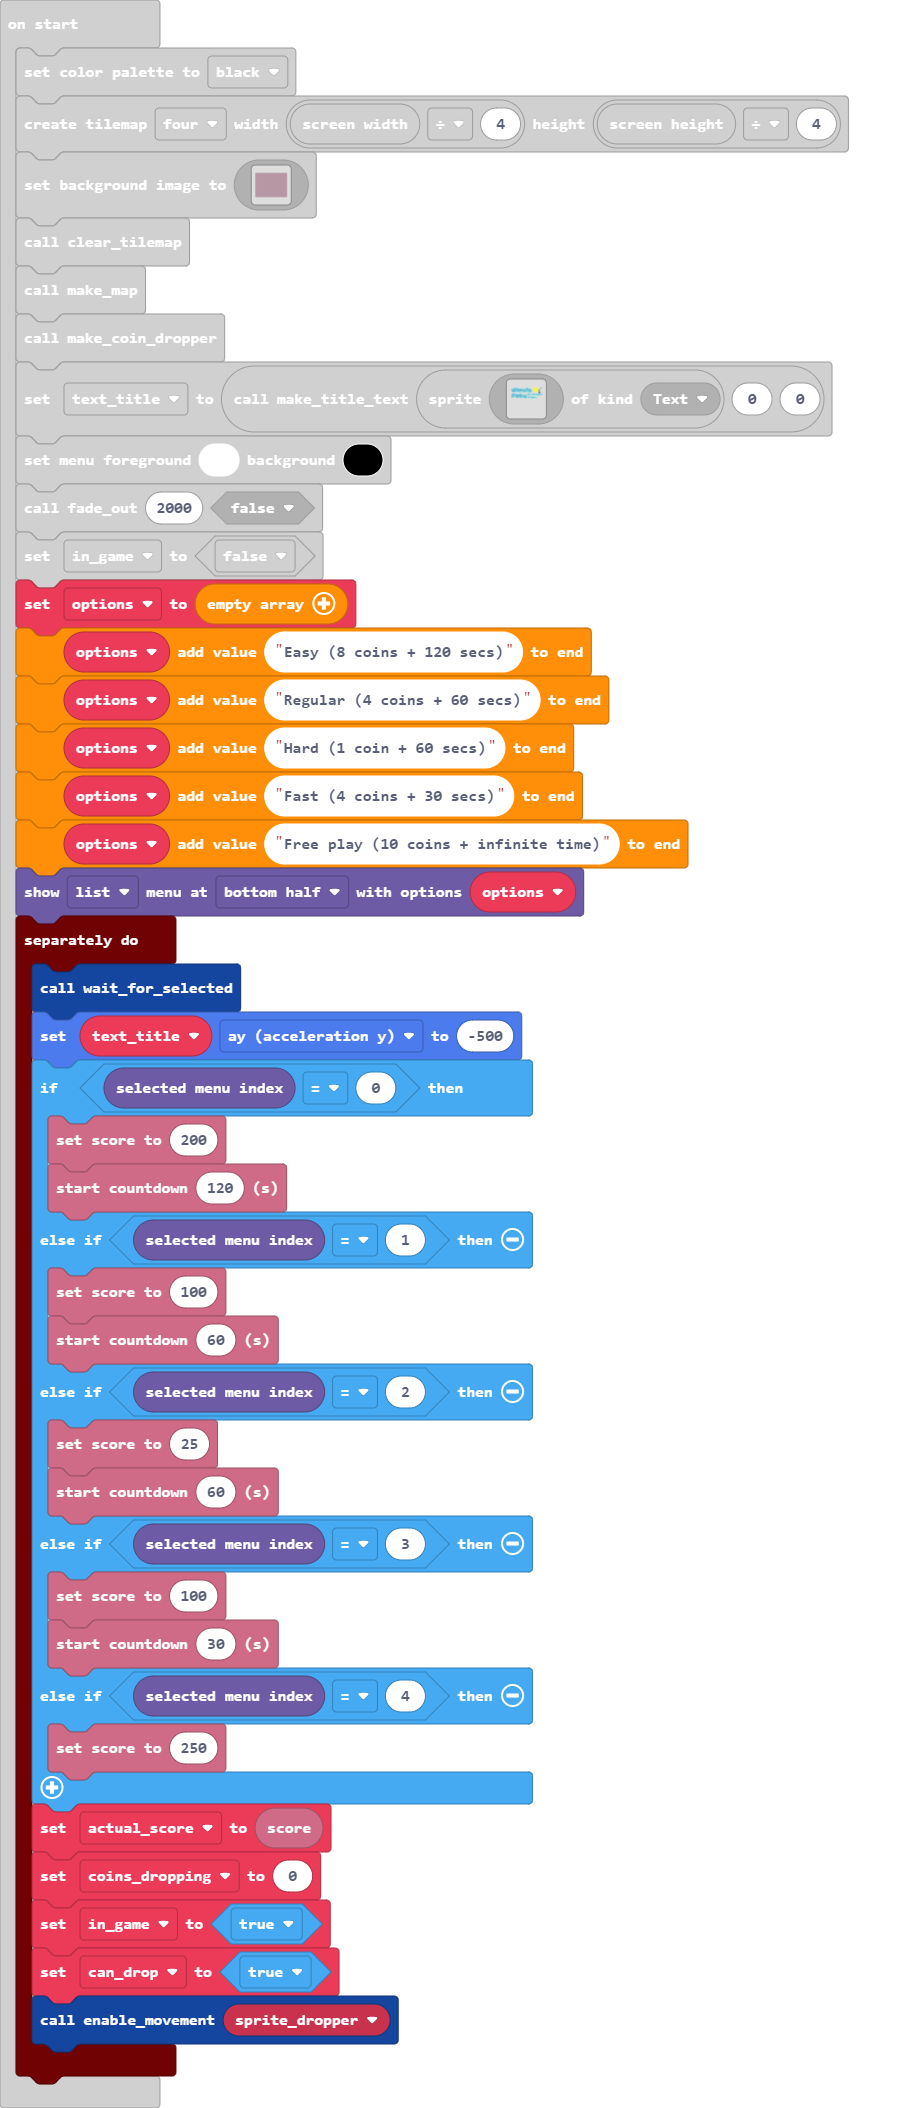 on start
set color palette to black
create tilemap four width screen width ÷ 4 height screen height ÷ 4
set background image to
call clear_tilemap
call make_map
call make_coin_dropper
set text_title to call make_title_text sprite of kind Text 0 0
set menu foreground background
call fade_out 2000 false
set in_game to false
set options to empty array
options add value "Easy (8 coins + 120 secs)" to end
options add value "Regular (4 coins + 60 secs)" to end
options add value "Hard (1 coin + 60 secs)" to end
options add value "Fast (4 coins + 30 secs)" to end
options add value "Free play (10 coins + infinite time)" to end
show list menu at bottom half with options options
separately do
call wait_for_selected
set text_title ay (acceleration y) to -500
if selected menu index = 0 then
set score to 200
start countdown 120 (s)
else if selected menu index = 1 then
set score to 100
start countdown 60 (s)
else if selected menu index = 2 then
set score to 25
start countdown 60 (s)
else if selected menu index = 3 then
set score to 100
start countdown 30 (s)
else if selected menu index = 4 then
set score to 250
set actual_score to score
set coins_dropping to 0
set in_game to true
set can_drop to true
call enable_movement sprite_dropper